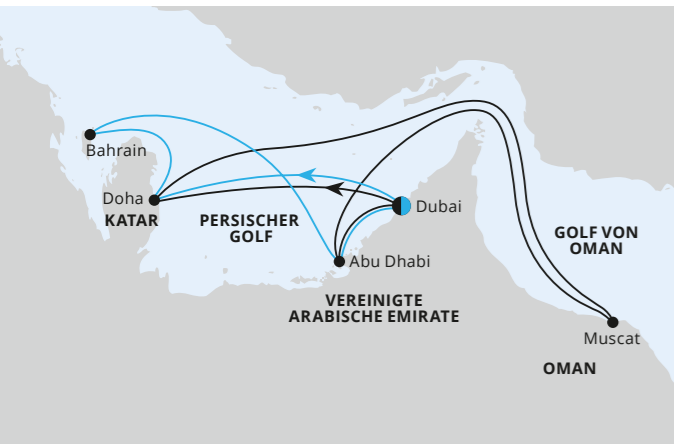 Bahrain
Doha
KATAR
PERSISCHER
GOLF
Dubai
GOLF VON
OMAN
Abu Dhabi
VEREINIGTE
ARABISCHE EMIRATE
Muscat
OMAN